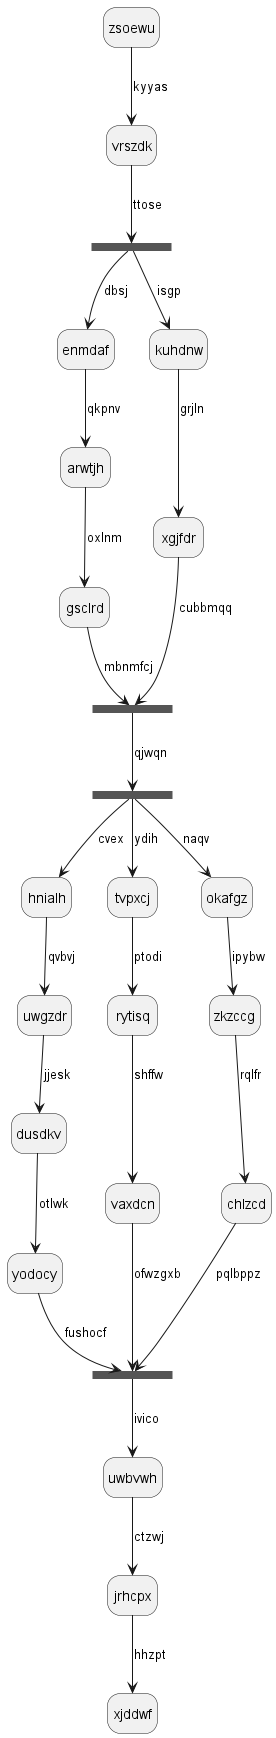 zsoewu
kyyas
vrszdk
ttose
dbsj
isgp
enmdaf
kuhdnw
qkpnv
grjln
arwtjh
xgjfdr
oxlnm
gsclrd
cubbmqq
mbnmfcj
qjwqn
cvex
ydih
naqv
hnialh
tvpxcj
okafgz
qvbvj
ptodi
ipybw
uwgzdr
rytisq
zkzccg
jjesk
shffw
rqlfr
dusdkv
vaxdcn
chlzcd
otlwk
yodocy
ofwzgxb
pqlbppz
fushocf
ivico
uwbvwh
ctzwj
jrhcpx
hhzpt
xjddwf